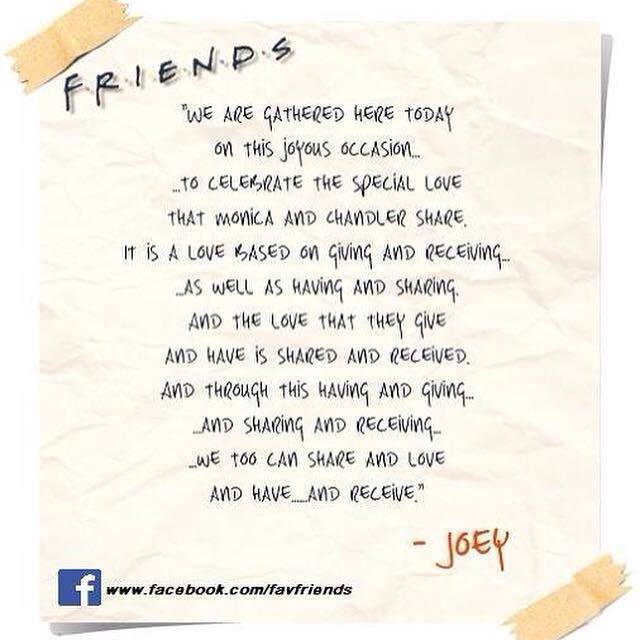 F·R·I·E·N·D·S
"WE ARE GATHERED HERE TODAY
ON THIS JOYOUS OCCASION...
...TO CELEBRATE THE SPECIAL LOVE
THAT MONICA AND CHANDLER SHARE.
IT IS A LOVE BASED ON GIVING AND RECEIVING...
...AS WELL AS HAVING AND SHARING.
AND THE LOVE THAT THEY GIVE
AND HAVE IS SHARED AND RECEIVED.
AND THROUGH THIS HAVING AND GIVING...
...AND SHARING AND RECEIVING...
...WE TOO CAN SHARE AND LOVE
AND HAVE......AND RECEIVE."
- JOEY
f www.facebook.com/favfriends